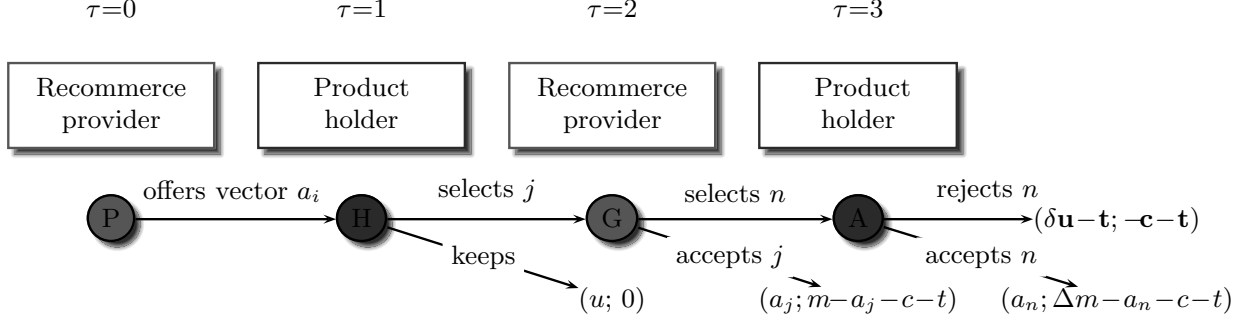 τ=0 τ=1 τ=2 τ=3
Recommerce provider
Product holder
Recommerce provider
Product holder
offers vector a_i
selects j
selects n
rejects n
P
H
G
A
(δ𝐮−𝐭; −𝐜−𝐭)
keeps
accepts j
accepts n
(u; 0)
(a_j; m−a_j−c−t)
(a_n; Δm−a_n−c−t)